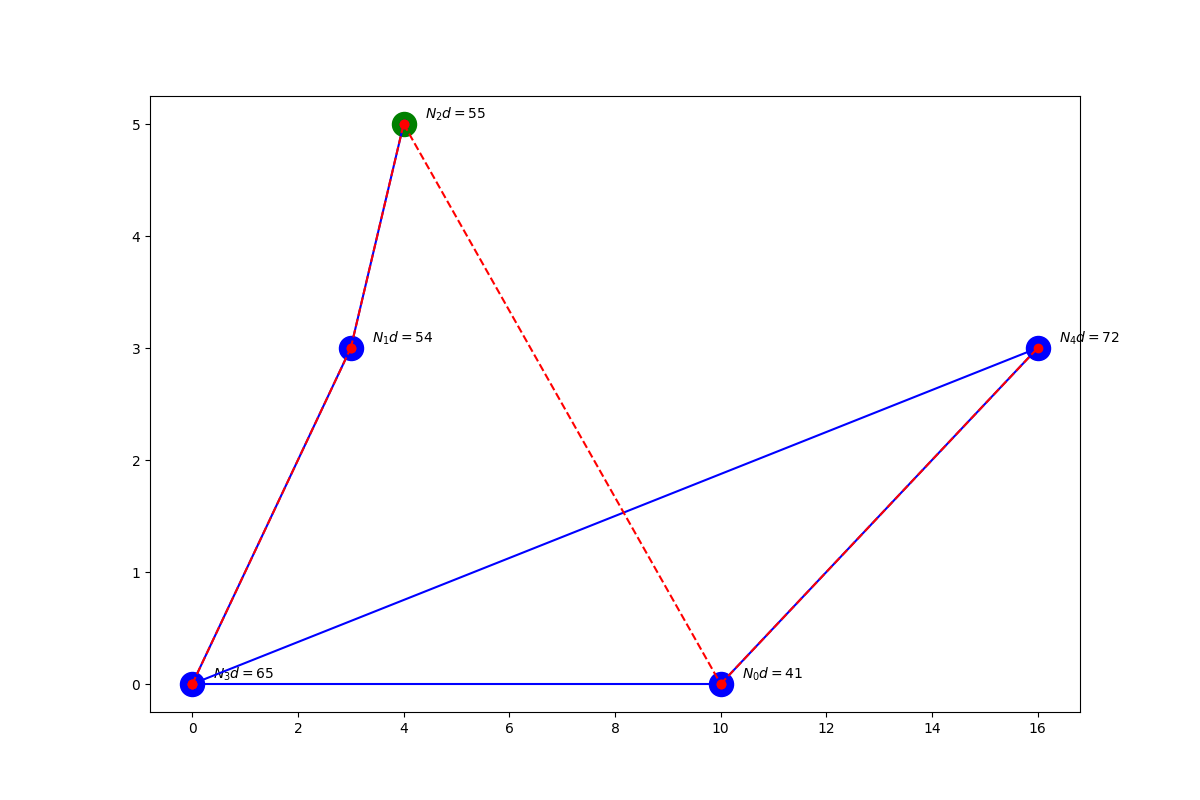 5
N₂d = 55
4
3
N₁d = 54
N₄d = 72
2
1
0
N₃d = 65
N₀d = 41
0 2 4 6 8 10 12 14 16